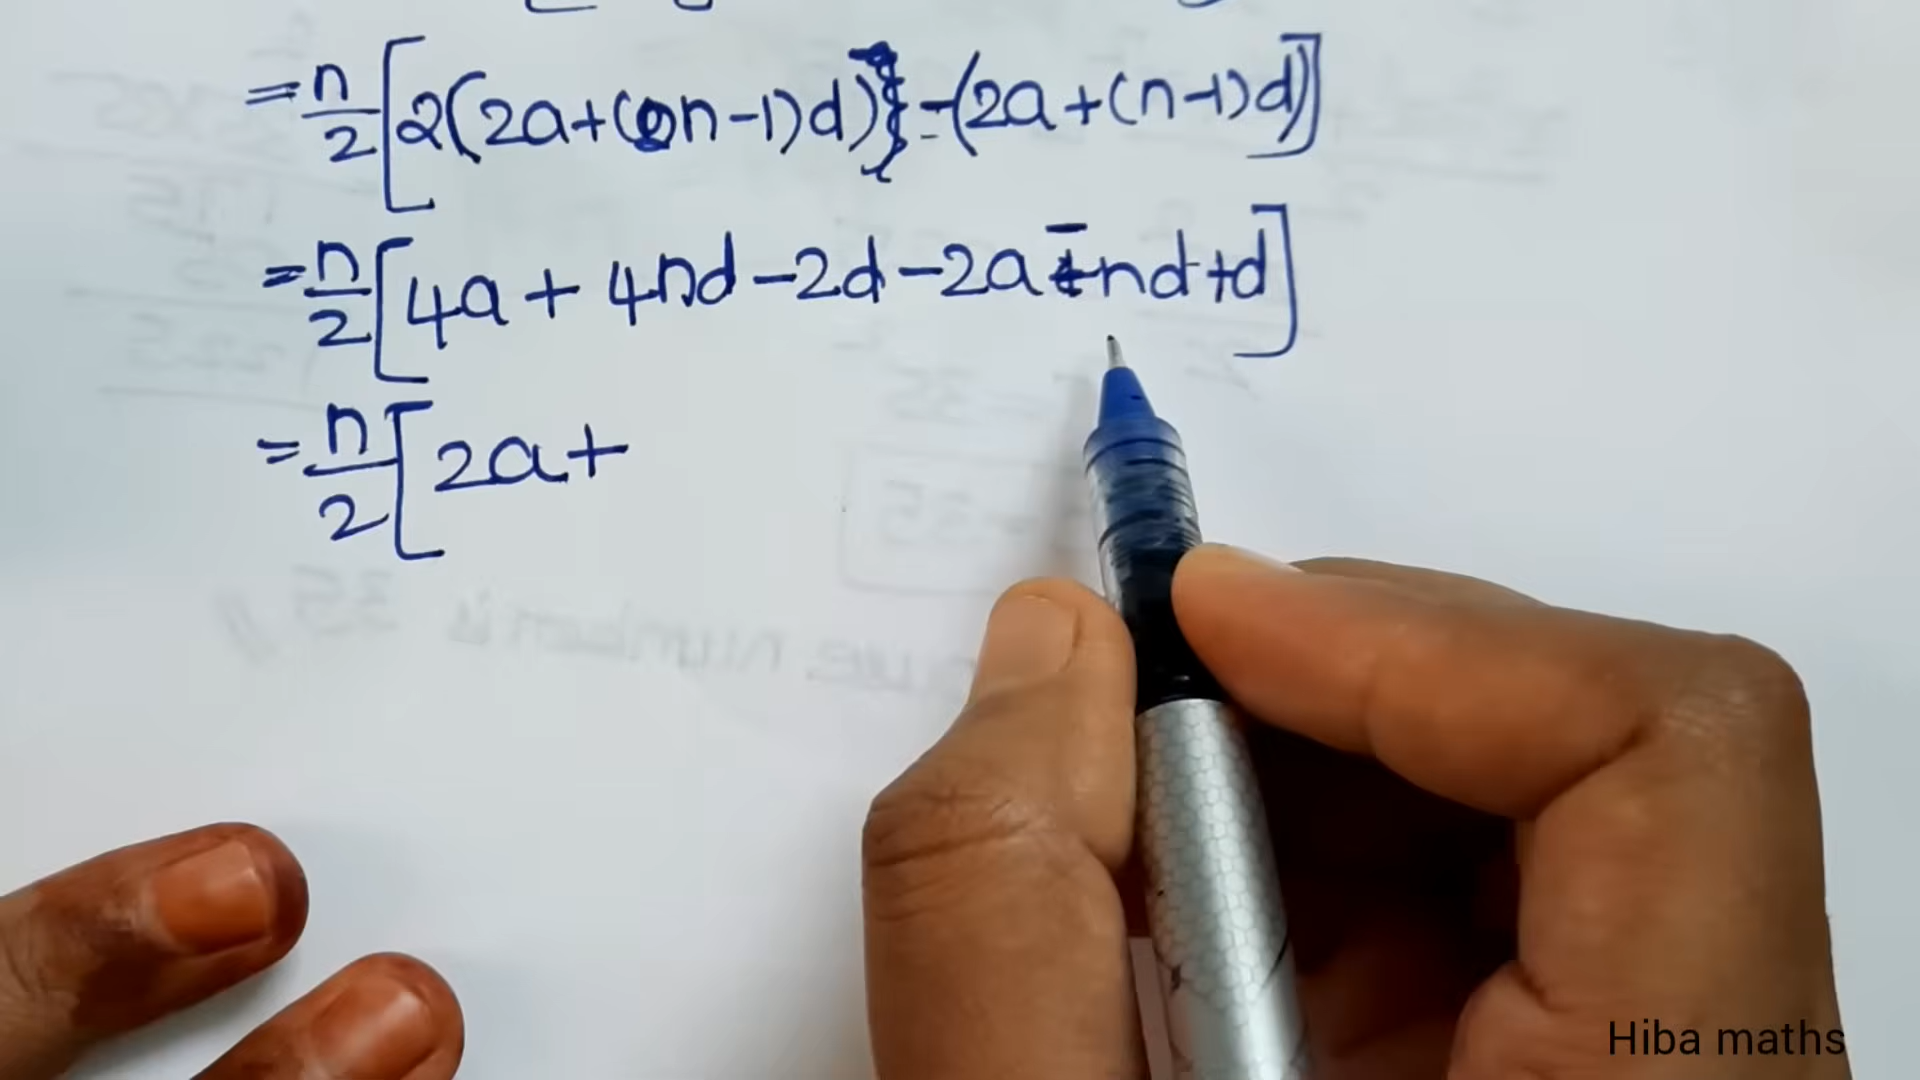 = n/2 [2(2a+(2n-1)d)} -(2a+(n-1)d)]
= n/2 [4a + 4nd -2d -2a -nd+d]
= n/2 [2a+
Hiba maths